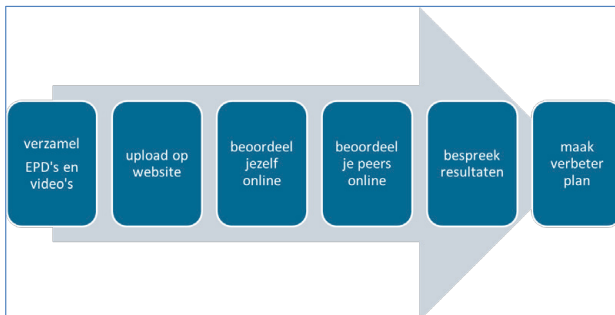 verzamel
EPD's en
video's
upload op
website
beoordeel
jezelf
online
beoordeel
je peers
online
bespreek
resultaten
maak
verbeter
plan